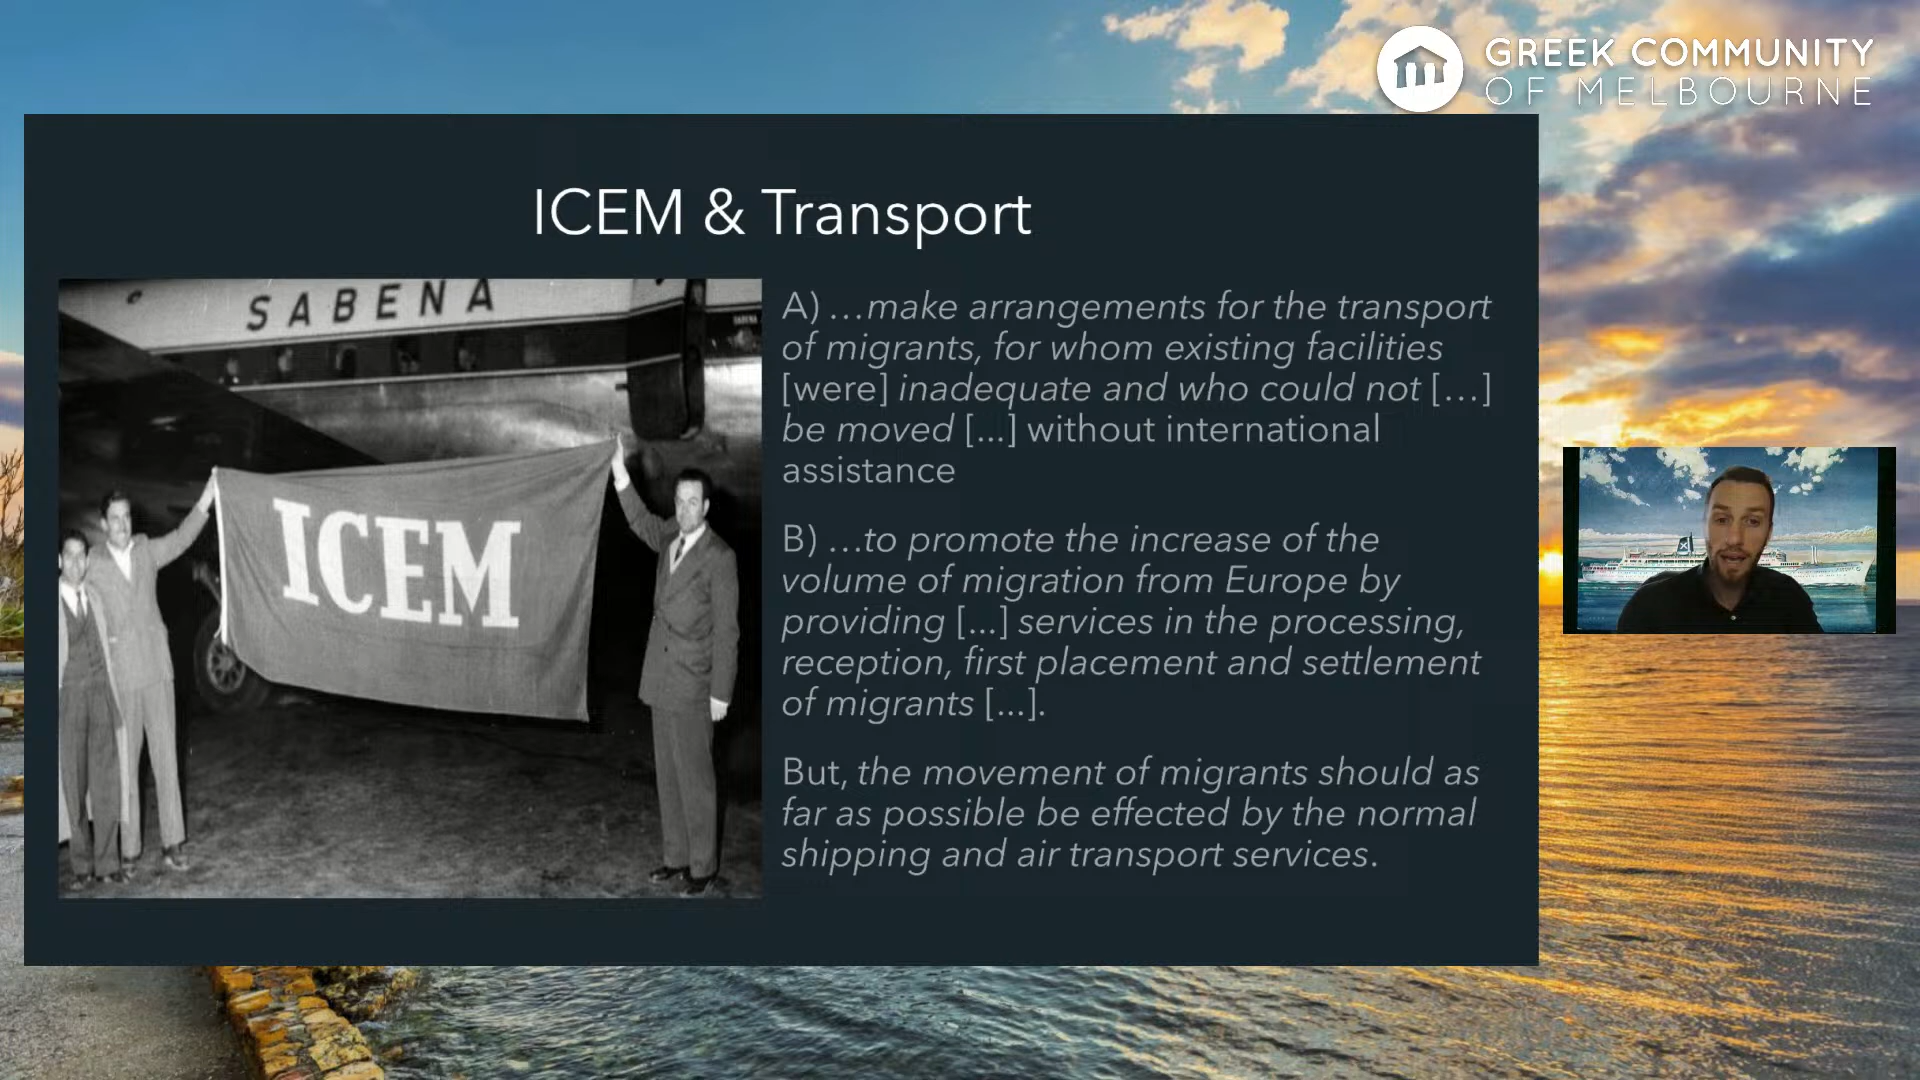 GREEK COMMUNITY
OF MELBOURNE
ICEM & Transport
SABENA
ICEM
A) …make arrangements for the transport
of migrants, for whom existing facilities
[were] inadequate and who could not […]
be moved [...] without international
assistance
B) …to promote the increase of the
volume of migration from Europe by
providing [...] services in the processing,
reception, first placement and settlement
of migrants [...].
But, the movement of migrants should as
far as possible be effected by the normal
shipping and air transport services.